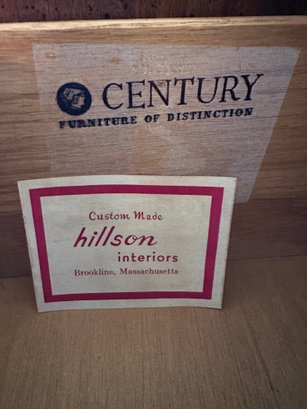 CENTURY
FURNITURE OF DISTINCTION
Custom Made
hillson
interiors
Brookline, Massachusetts